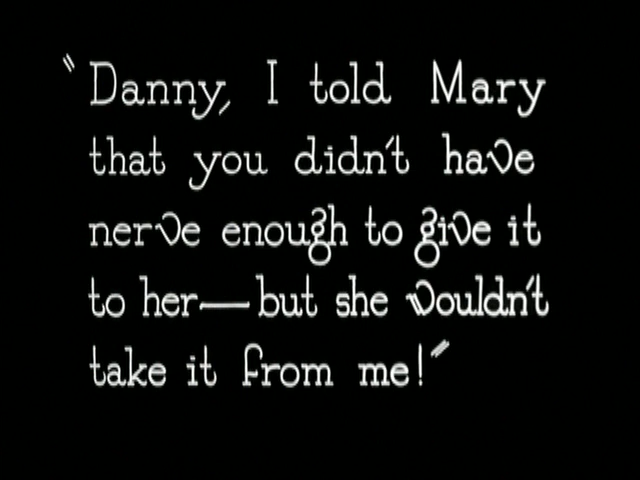 "Danny, I told Mary
that you didn't have
nerve enough to give it
to her—but she wouldn't
take it from me!"